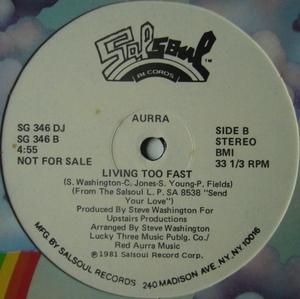 Salsoul
RECORDS
TM
AURRA
SG 346 DJ
SG 346 B
4:55
NOT FOR SALE
SIDE B
STEREO
BMI
33 1/3 RPM
LIVING TOO FAST
(S. Washington-C. Jones-S. Young-P. Fields)
(From The Salsoul L. P. SA 8538 "Send
Your Love")
Produced by Steve Washington For
Upstairs Productions
Arranged By Steve Washington
Lucky Three Music Publg. Co./
Red Aurra Music
©1981 Salsoul Record Corp.
MFG BY SALSOUL RECORDS 240 MADISON AVE. NY. NY 10016